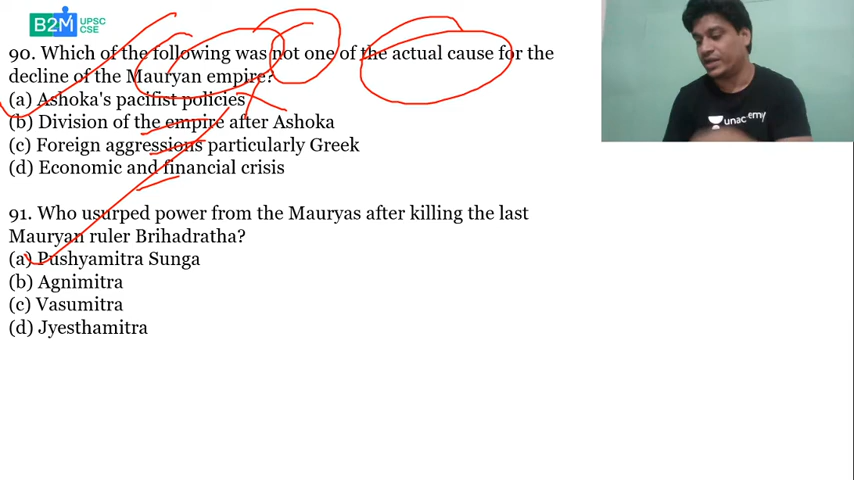 B2M UPSC
CSE
90. Which of the following was not one of the actual cause for the
decline of the Mauryan empire?
(a) Ashoka's pacifist policies
(b) Division of the empire after Ashoka
(c) Foreign aggressions particularly Greek
(d) Economic and financial crisis
91. Who usurped power from the Mauryas after killing the last
Mauryan ruler Brihadratha?
(a) Pushyamitra Sunga
(b) Agnimitra
(c) Vasumitra
(d) Jyesthamitra